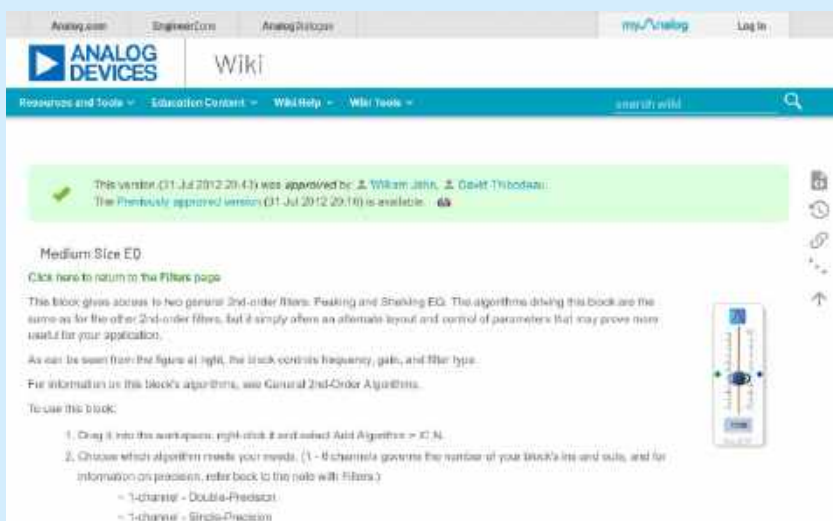 Analog.com EngineerZone Analog Dialogue myAnalog Log In
ANALOG
DEVICES
Wiki
Resources and Tools Education Content Wiki Help Wiki Tools search wiki
This version (31 Jul 2012 20:43) was approved by William John, David Thibodeau.
The Previously approved version (31 Jul 2012 20:16) is available.
Medium Size EQ
Click here to return to the Filters page
This block gives access to two general 2nd-order filters: Peaking and Shelving EQ. The algorithms driving this block are the
same as for the other 2nd-order filters, but it simply offers an alternate layout and control of parameters that may prove more
useful for your application.
As can be seen from the figure at right, the block controls frequency, gain, and filter type.
For information on this block's algorithms, see General 2nd-Order Algorithms.
To use this block:
1. Drag it into the workspace, right-click it and select Add Algorithm > IC N.
2. Choose which algorithm meets your needs. (1 - 6 channels governs the number of your block's ins and outs, and for
information on precision, refer back to the note with Filters.)
~ 1-channel - Double-Precision
~ 1-channel - Single-Precision